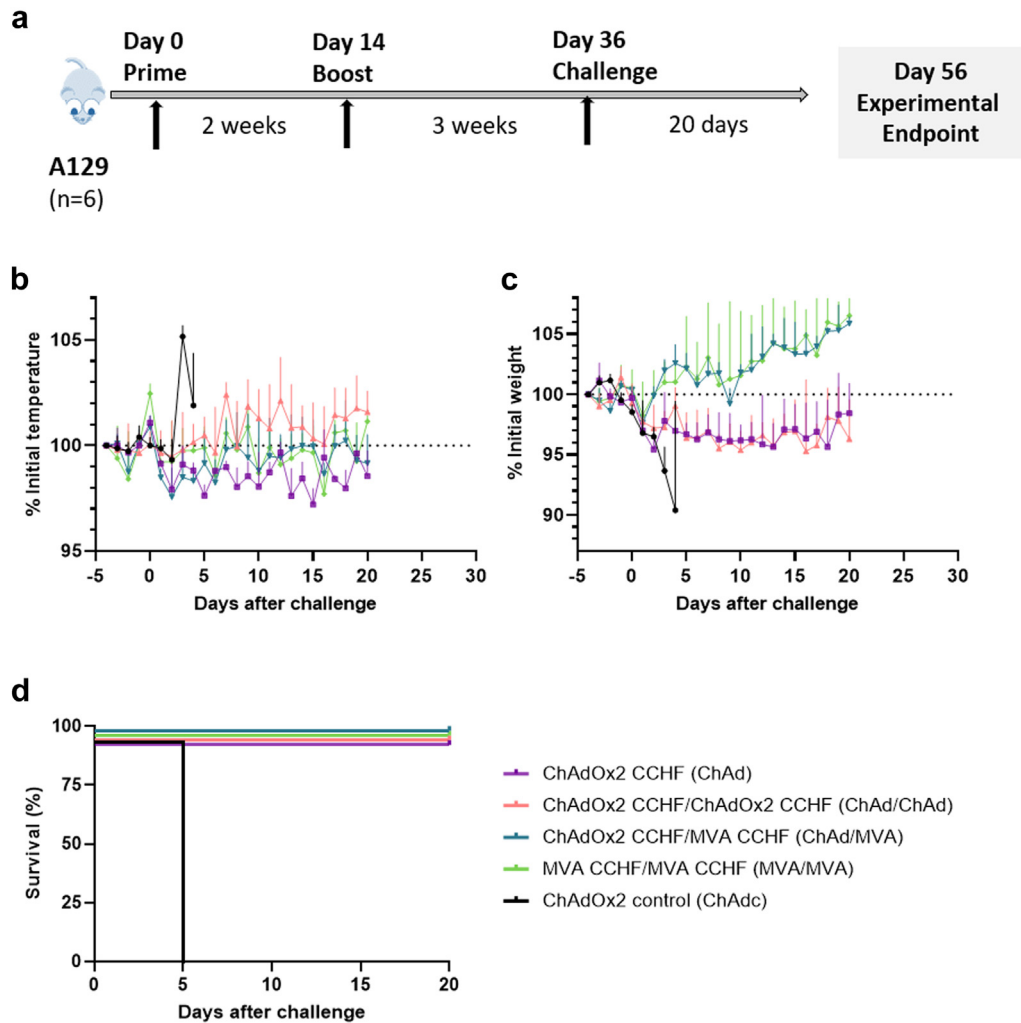 a
Day 0
Prime
Day 14
Boost
Day 36
Challenge
Day 56
Experimental
Endpoint
2 weeks
3 weeks
20 days
A129
(n=6)
b
% Initial temperature
105
100
95
-5 0 5 10 15 20 25 30
Days after challenge
c
% Initial weight
105
100
95
90
-5 0 5 10 15 20 25 30
Days after challenge
d
Survival (%)
100
75
50
25
0
0 5 10 15 20
Days after challenge
ChAdOx2 CCHF (ChAd)
ChAdOx2 CCHF/ChAdOx2 CCHF (ChAd/ChAd)
ChAdOx2 CCHF/MVA CCHF (ChAd/MVA)
MVA CCHF/MVA CCHF (MVA/MVA)
ChAdOx2 control (ChAdc)